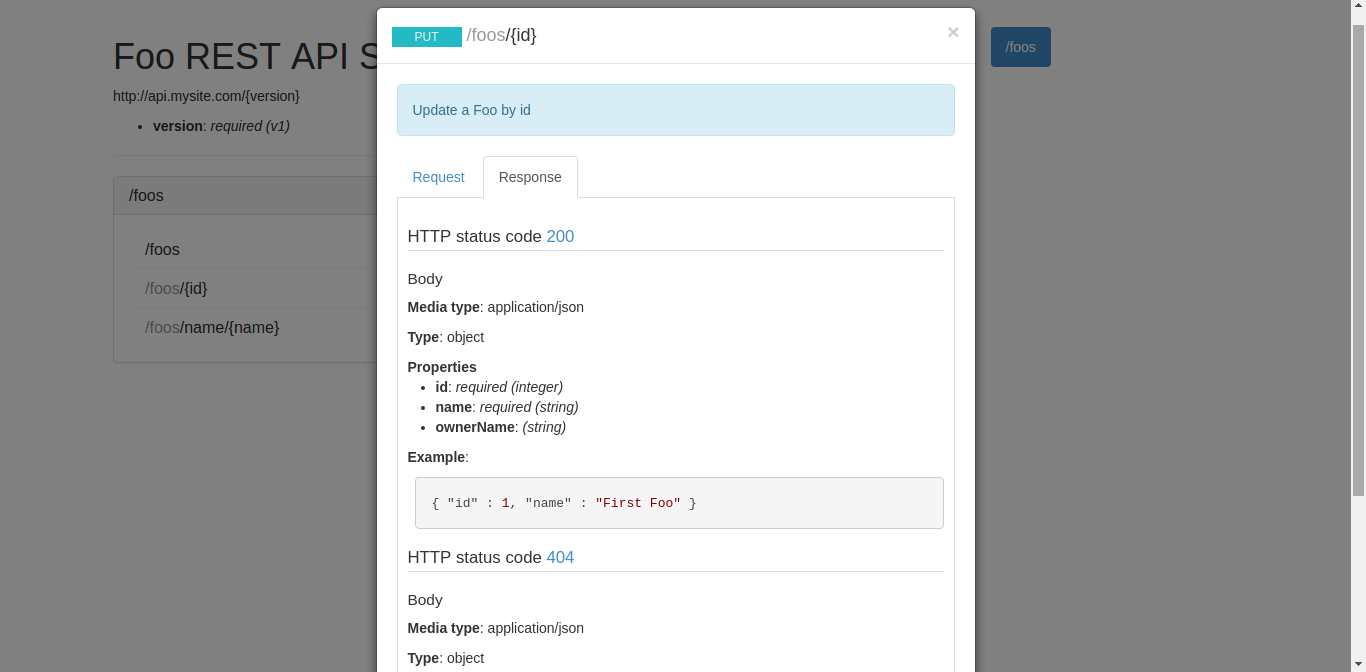 PUT /foos/{id} ×
Update a Foo by id
Request Response
HTTP status code 200
Body
Media type: application/json
Type: object
Properties
id: required (integer)
name: required (string)
ownerName: (string)
Example:
{ "id" : 1, "name" : "First Foo" }
HTTP status code 404
Body
Media type: application/json
Type: object
Foo REST API S
http://api.mysite.com/{version}
version: required (v1)
/foos
/foos
/foos/{id}
/foos/name/{name}
/foos